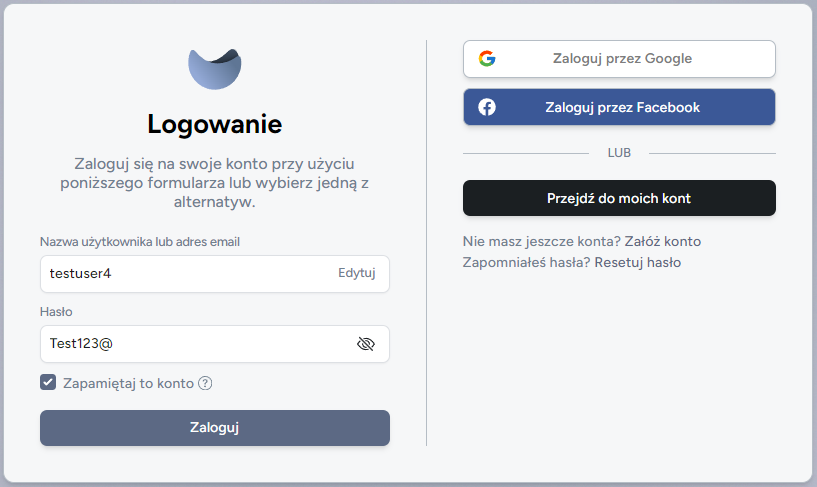 Logowanie
Zaloguj się na swoje konto przy użyciu
poniższego formularza lub wybierz jedną z
alternatyw.
Nazwa użytkownika lub adres email
testuser4 Edytuj
Hasło
Test123@
Zapamiętaj to konto ?
Zaloguj
Zaloguj przez Google
Zaloguj przez Facebook
LUB
Przejdź do moich kont
Nie masz jeszcze konta? Załóż konto
Zapomniałeś hasła? Resetuj hasło